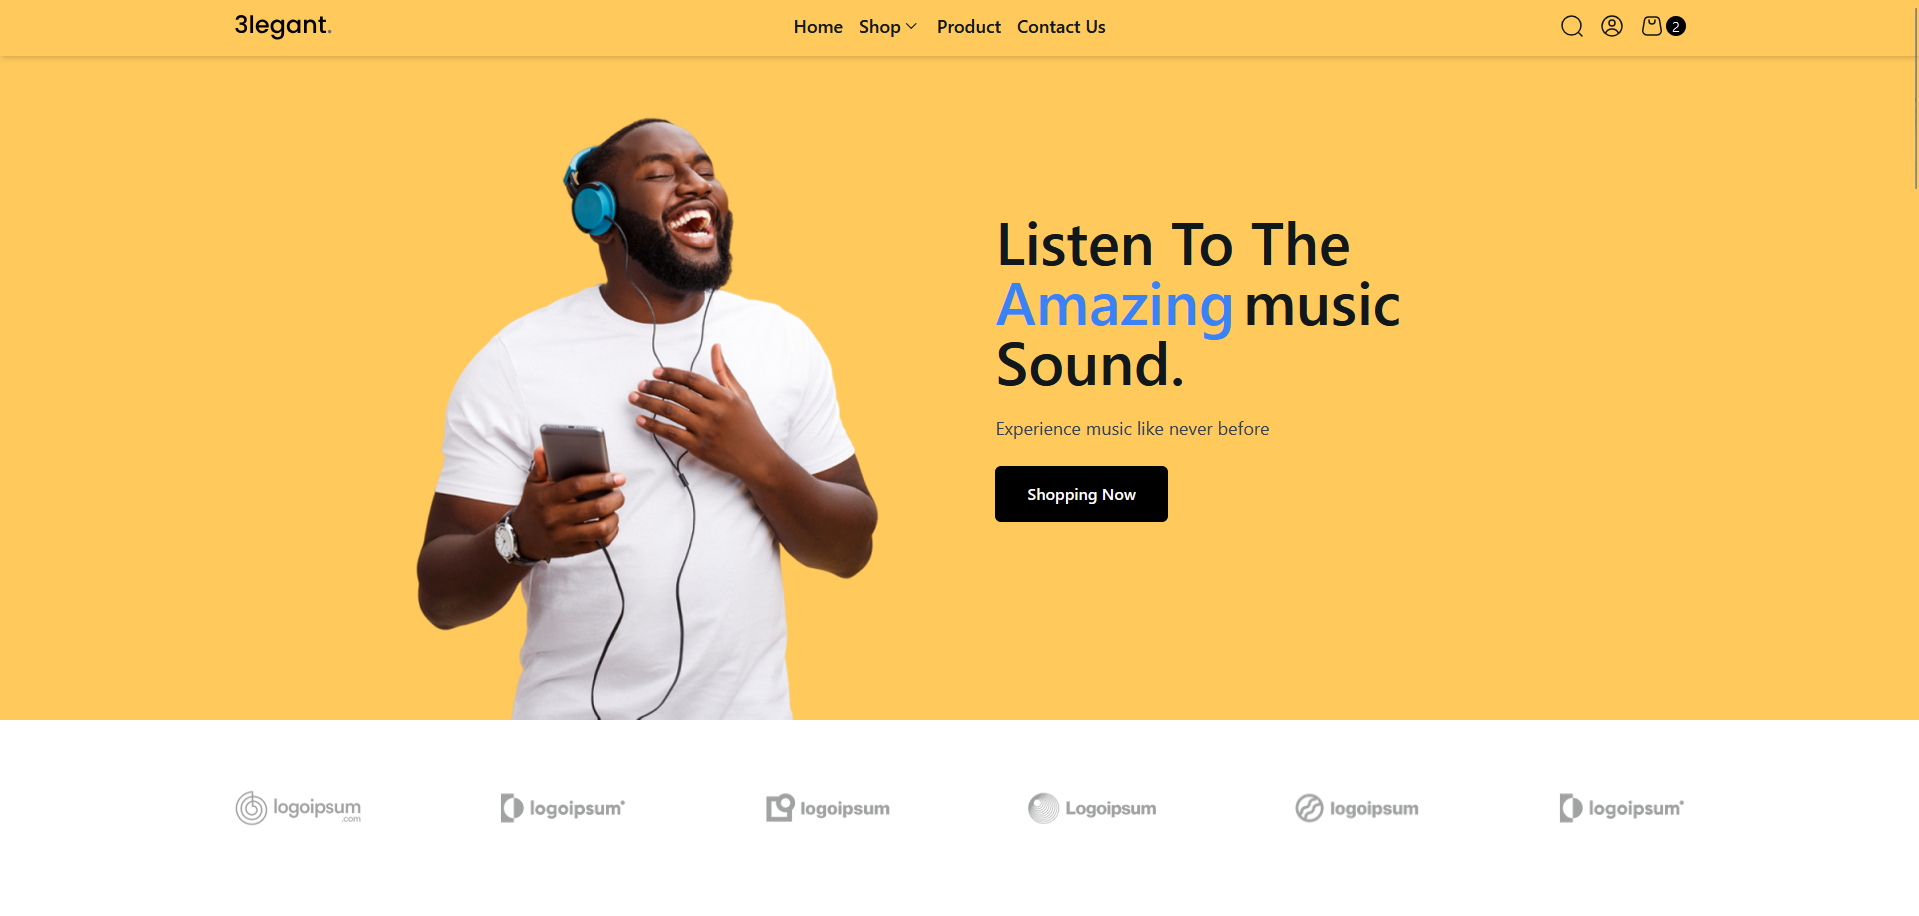 3legant.
Home Shop Product Contact Us
2
Listen To The
Amazing music
Sound.
Experience music like never before
Shopping Now
logoipsum .com
logoipsum
logoipsum
Logoipsum
logoipsum
logoipsum